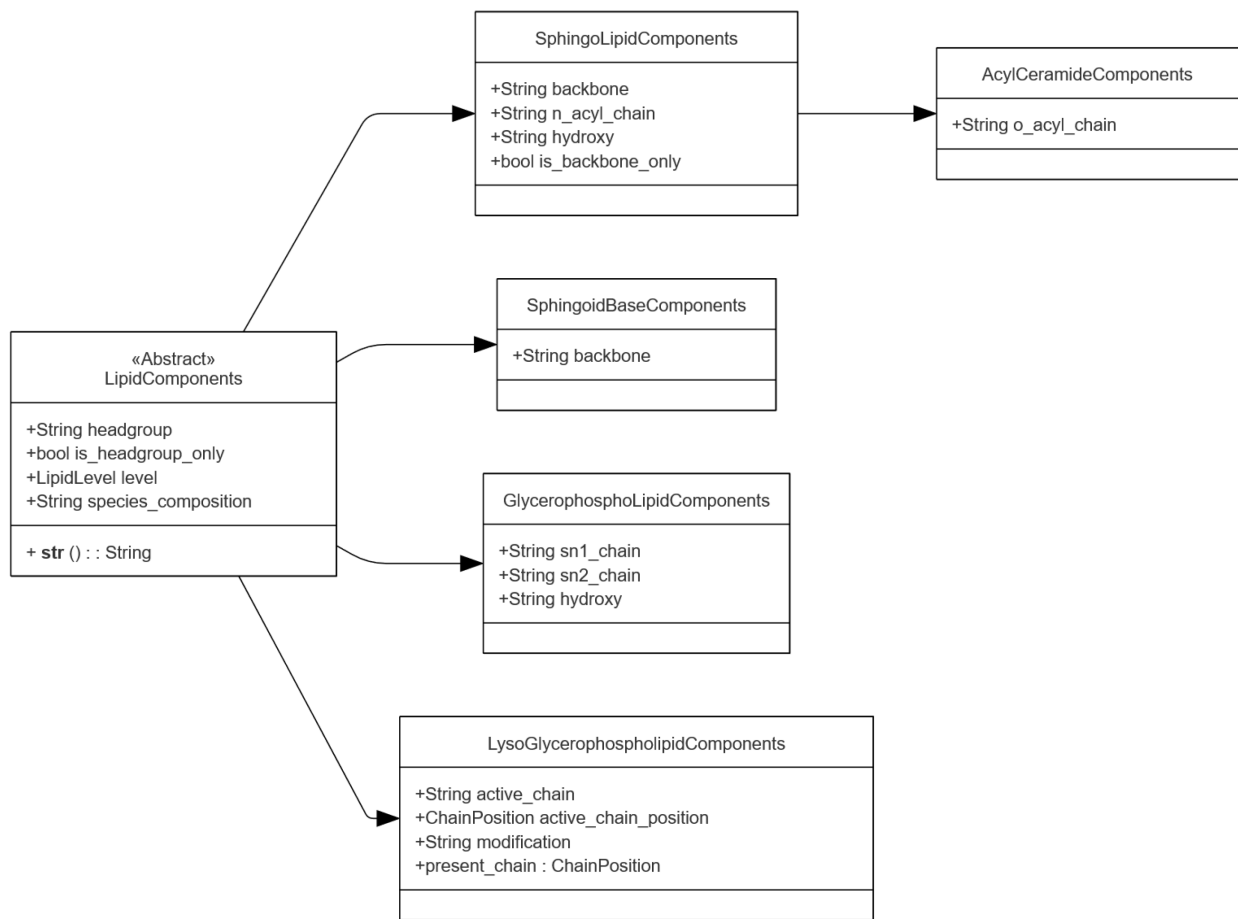 SphingoLipidComponents
+String backbone
+String n_acyl_chain
+String hydroxy
+bool is_backbone_only
AcylCeramideComponents
+String o_acyl_chain
SphingoidBaseComponents
+String backbone
«Abstract»
LipidComponents
+String headgroup
+bool is_headgroup_only
+LipidLevel level
+String species_composition
+ str () : : String
GlycerophosphoLipidComponents
+String sn1_chain
+String sn2_chain
+String hydroxy
LysoGlycerophospholipidComponents
+String active_chain
+ChainPosition active_chain_position
+String modification
+present_chain : ChainPosition